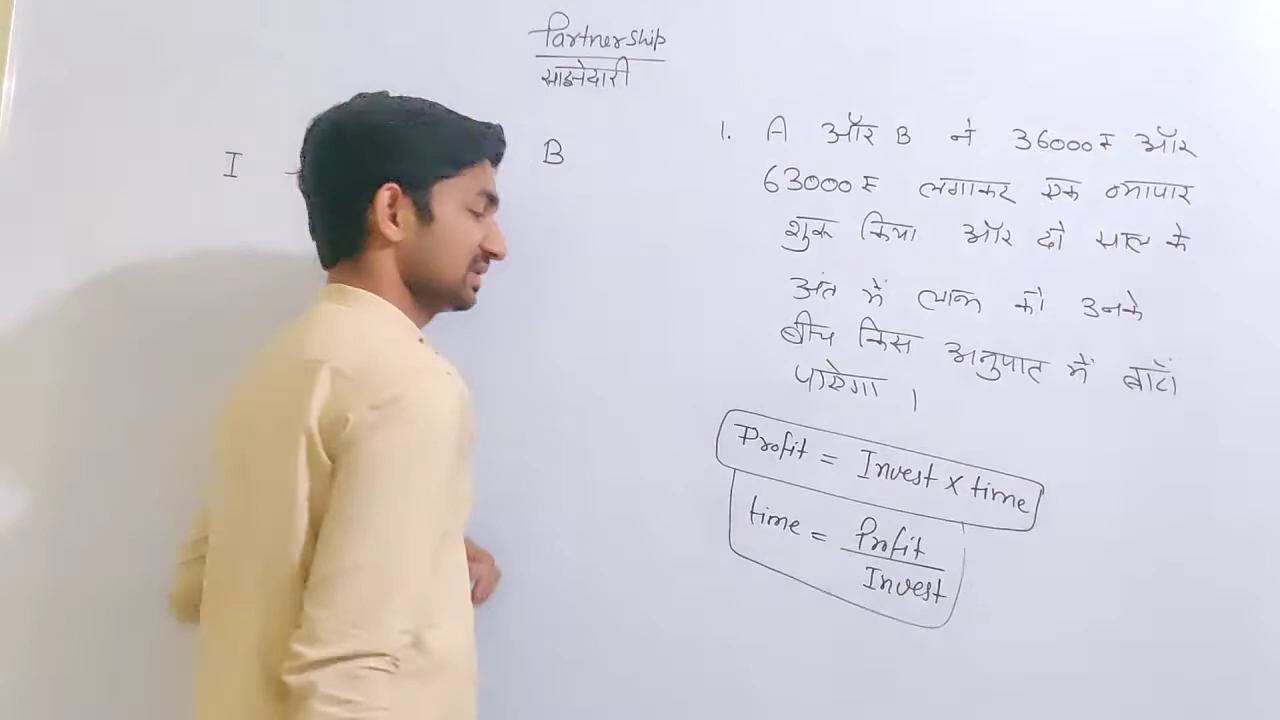 Partnership
साझेदारी
I B
1. A और B ने 36000₹ और
63000₹ लगाकर एक व्यापार
शुरू किया और दो साल के
अंत में लाभ को उनके
बीच किस अनुपात में बाँटा
पायेगा ।
Profit = Invest × time
time = Profit
Invest